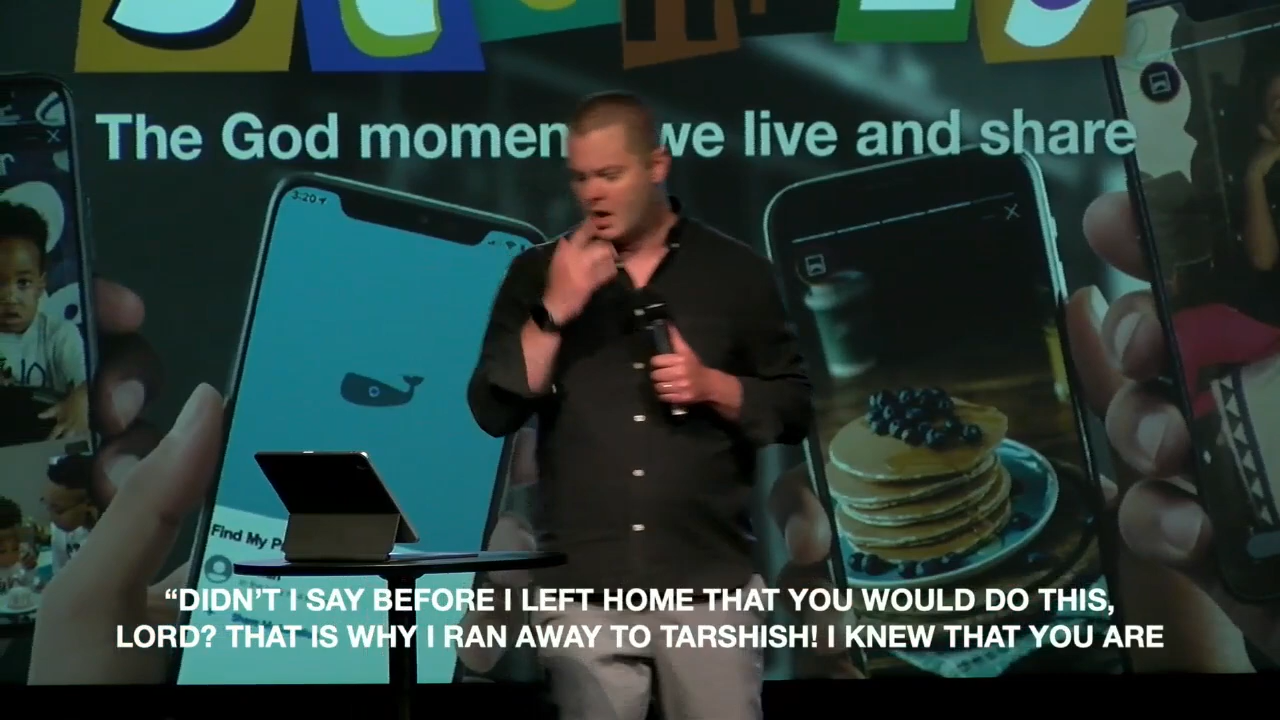 The God momen we live and share
3:20
Find My P
“DIDN’T I SAY BEFORE I LEFT HOME THAT YOU WOULD DO THIS,
LORD? THAT IS WHY I RAN AWAY TO TARSHISH! I KNEW THAT YOU ARE